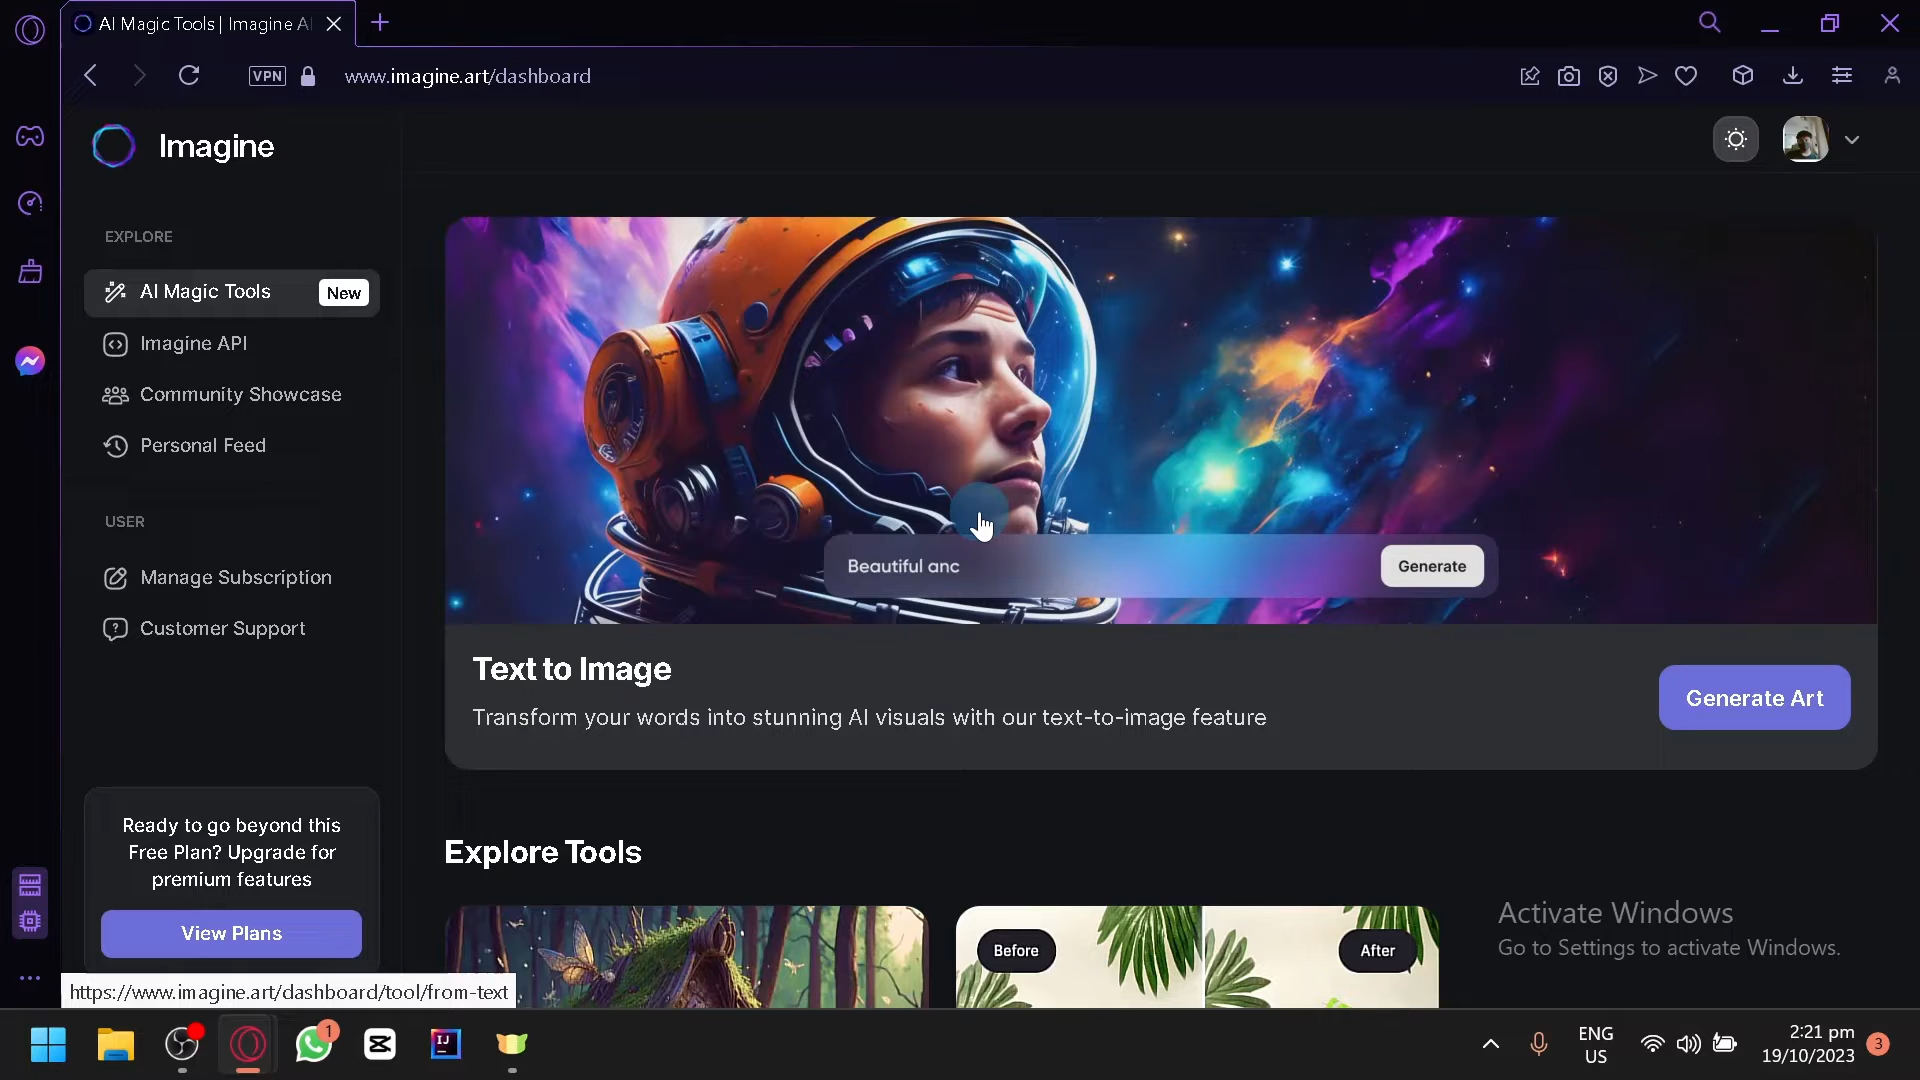 AI Magic Tools | Imagine AI
VPN
www.imagine.art/dashboard
Imagine
EXPLORE
AI Magic Tools
New
Imagine API
Community Showcase
Personal Feed
USER
Manage Subscription
Customer Support
Ready to go beyond this
Free Plan? Upgrade for
premium features
View Plans
Beautiful anc
Generate
Text to Image
Transform your words into stunning AI visuals with our text-to-image feature
Generate Art
Explore Tools
Before
After
Activate Windows
Go to Settings to activate Windows.
https://www.imagine.art/dashboard/tool/from-text
1
IJ
ENG
US
2:21 pm
19/10/2023
3